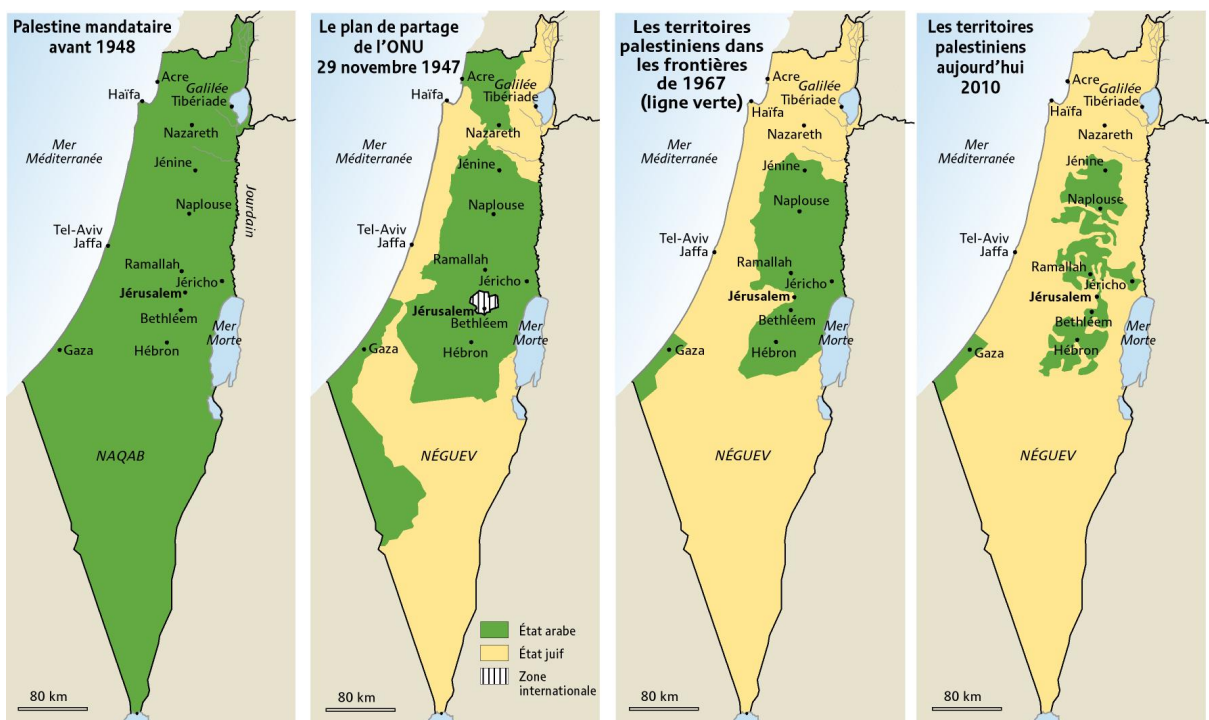 Palestine mandataire
avant 1948
Acre
Haïfa
Galilée
Tibériade
Nazareth
Mer
Méditerranée
Jénine
Jourdain
Naplouse
Tel-Aviv
Jaffa
Ramallah
Jéricho
Jérusalem
Bethléem
Mer
Morte
Gaza
Hébron
NAQAB
80 km
Le plan de partage
de l'ONU
29 novembre 1947
Acre
Haïfa
Galilée
Tibériade
Nazareth
Mer
Méditerranée
Jénine
Naplouse
Tel-Aviv
Jaffa
Ramallah
Jéricho
Jérusalem
Bethléem
Mer
Morte
Gaza
Hébron
NÉGUEV
État arabe
État juif
Zone
internationale
80 km
Les territoires
palestiniens dans
les frontières
de 1967
(ligne verte)
Acre
Galilée
Tibériade
Haïfa
Nazareth
Mer
Méditerranée
Jénine
Naplouse
Tel-Aviv
Jaffa
Ramallah
Jéricho
Jérusalem
Bethléem
Mer
Morte
Gaza
Hébron
NÉGUEV
80 km
Les territoires
palestiniens
aujourd'hui
2010
Acre
Galilée
Tibériade
Haïfa
Nazareth
Mer
Méditerranée
Jénine
Naplouse
Tel-Aviv
Jaffa
Ramallah
Jéricho
Jérusalem
Bethléem
Mer
Morte
Gaza
Hébron
NÉGUEV
80 km